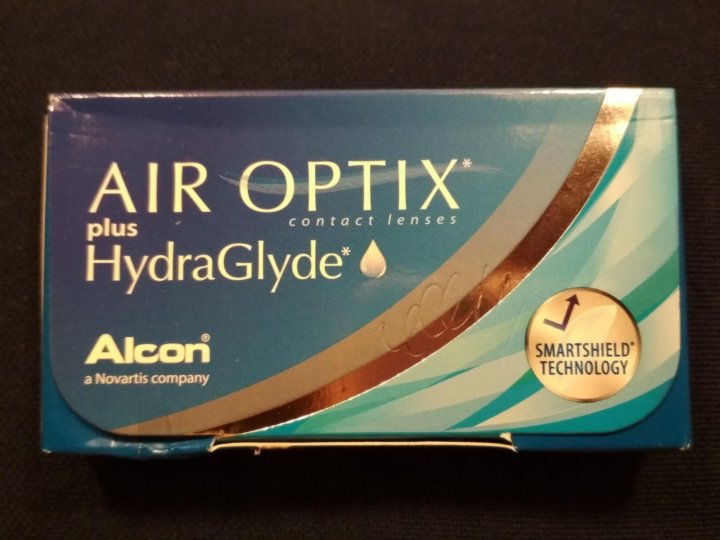 AIR OPTIX*
contact lenses
plus
HydraGlyde*
Alcon®
a Novartis company
SMARTSHIELD*
TECHNOLOGY